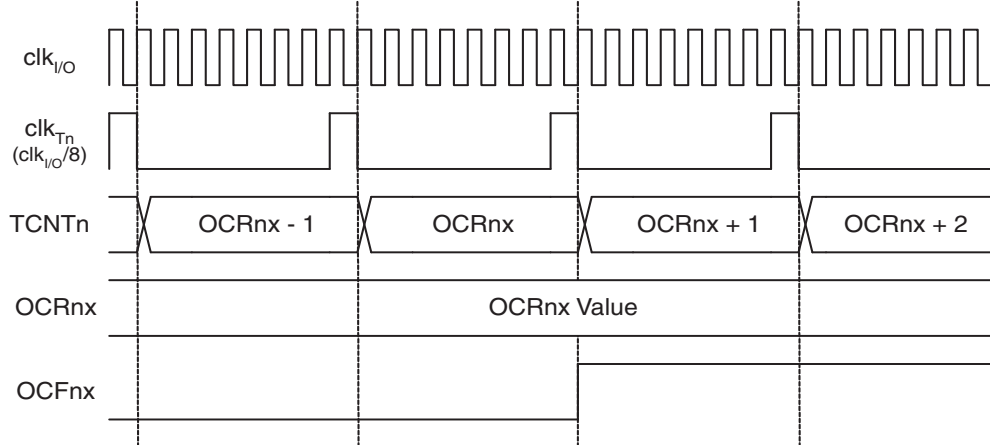 clkI/O
clkTn
(clkI/O/8)
TCNTn OCRnx - 1 OCRnx OCRnx + 1 OCRnx + 2
OCRnx OCRnx Value
OCFnx